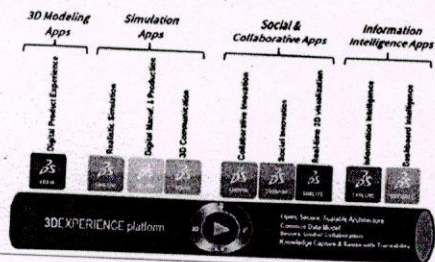 3D Modeling
Apps
Simulation
Apps
Social &
Collaborative Apps
Information
Intelligence Apps
Digital Product Experience
Realistic Simulation
Digital Manuf. & Production
3D Communication
Collaborative Innovation
Social Innovation
Real-time 3D visualization
Information Intelligence
Dashboard Intelligence
3DEXPERIENCE platform
Open, Secure, Scalable Architecture
Common Data Model
Secure Global Collaboration
Knowledge Capture & Reuse with Traceability